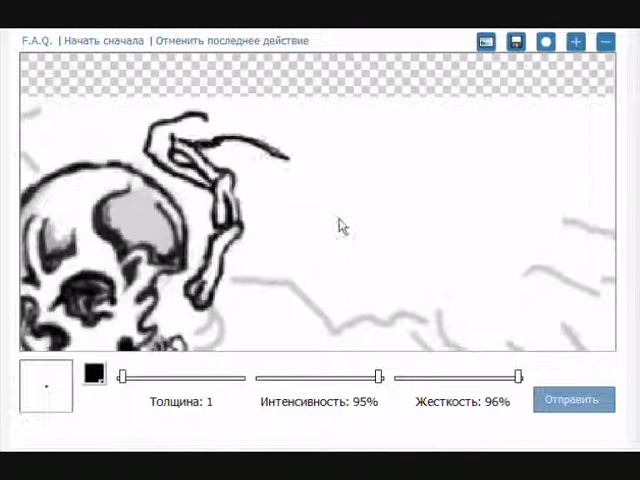 F.A.Q. | Начать сначала | Отменить последнее действие
Толщина: 1 Интенсивность: 95% Жесткость: 96% Отправить